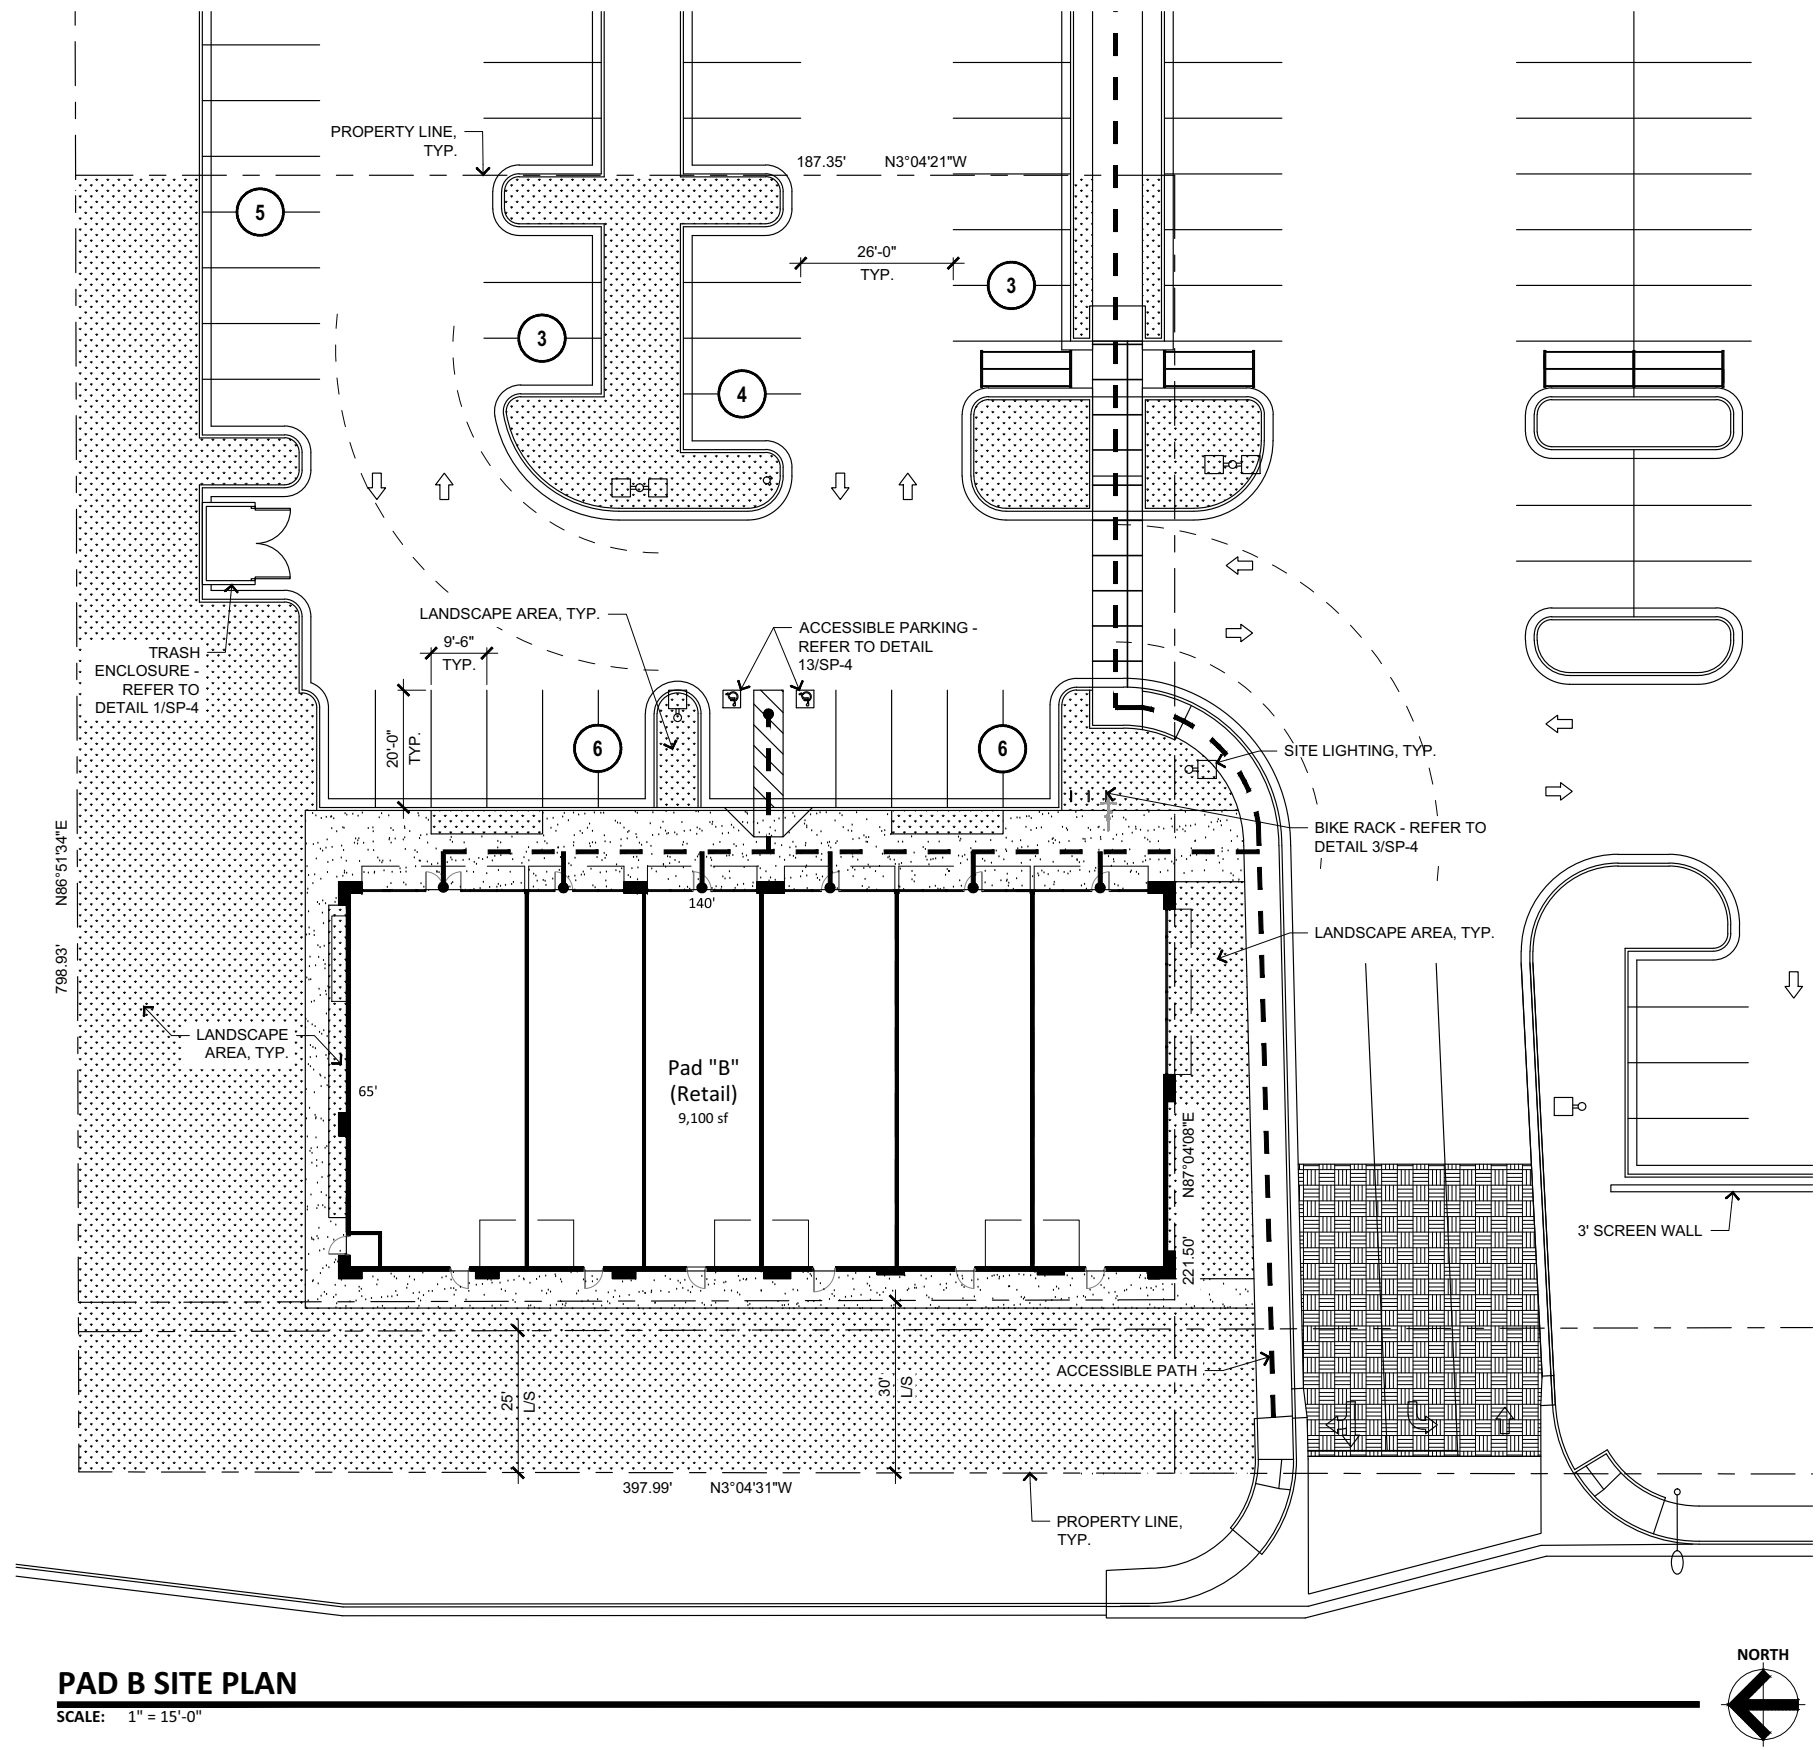 PROPERTY LINE,
TYP.
187.35' N3°04'21"W
5
26'-0"
TYP.
3
3
4
LANDSCAPE AREA, TYP.
ACCESSIBLE PARKING -
REFER TO DETAIL
13/SP-4
9'-6"
TYP.
TRASH
ENCLOSURE -
REFER TO
DETAIL 1/SP-4
20'-0"
TYP.
6
6
SITE LIGHTING, TYP.
BIKE RACK - REFER TO
DETAIL 3/SP-4
N86°51'34"E
798.93'
140'
LANDSCAPE AREA, TYP.
LANDSCAPE
AREA, TYP.
65'
Pad "B"
(Retail)
9,100 sf
N87°04'08"E
221.50'
3' SCREEN WALL
ACCESSIBLE PATH
25'
L/S
30'
L/S
397.99' N3°04'31"W
PROPERTY LINE,
TYP.
NORTH
PAD B SITE PLAN
SCALE: 1" = 15'-0"